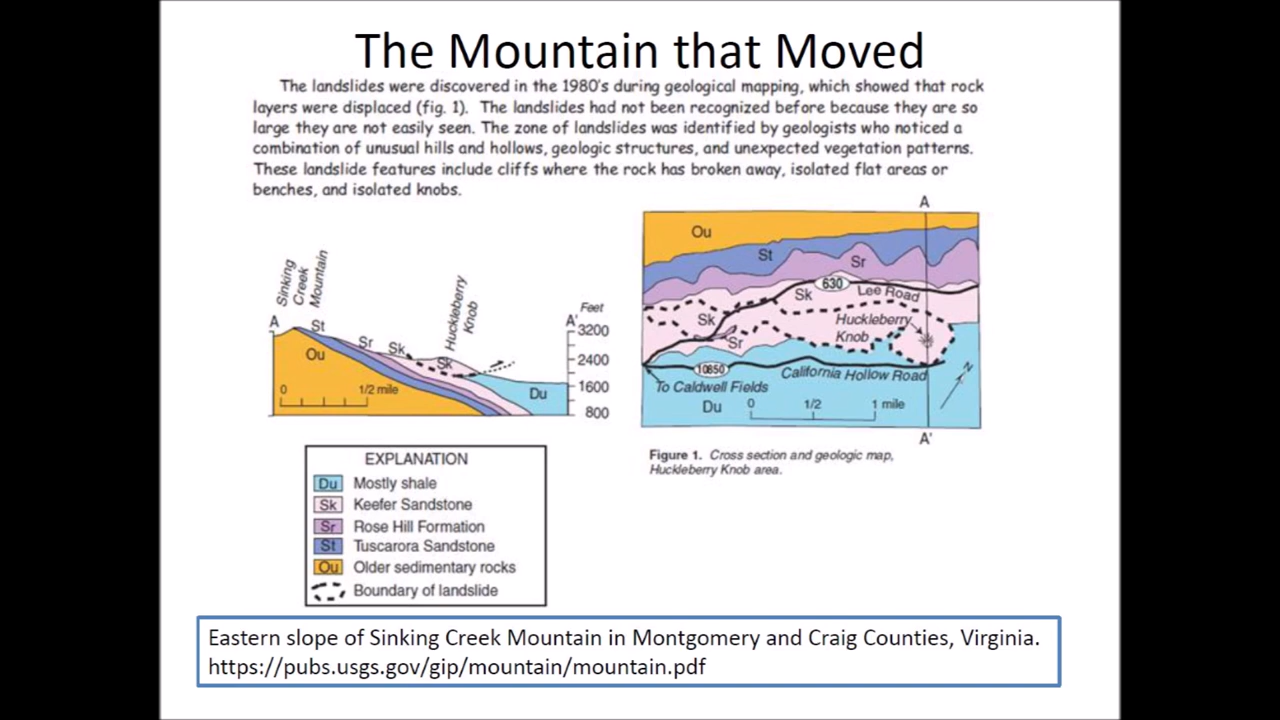 The Mountain that Moved
The landslides were discovered in the 1980's during geological mapping, which showed that rock
layers were displaced (fig. 1). The landslides had not been recognized before because they are so
large they are not easily seen. The zone of landslides was identified by geologists who noticed a
combination of unusual hills and hollows, geologic structures, and unexpected vegetation patterns.
These landslide features include cliffs where the rock has broken away, isolated flat areas or
benches, and isolated knobs.
Sinking
Creek
Mountain
Huckleberry
Knob
A
St
Ou
Sr
Sk
Sk
Du
A'
Feet
3200
2400
1600
800
0
1/2 mile
A
Ou
St
Sr
Sk
630
Lee Road
Sk
Huckleberry
Knob
Sr
10850
California Hollow Road
To Caldwell Fields
N
Du
0
1/2
1 mile
A'
Figure 1. Cross section and geologic map,
Huckleberry Knob area.
EXPLANATION
Du Mostly shale
Sk Keefer Sandstone
Sr Rose Hill Formation
St Tuscarora Sandstone
Ou Older sedimentary rocks
Boundary of landslide
Eastern slope of Sinking Creek Mountain in Montgomery and Craig Counties, Virginia.
https://pubs.usgs.gov/gip/mountain/mountain.pdf